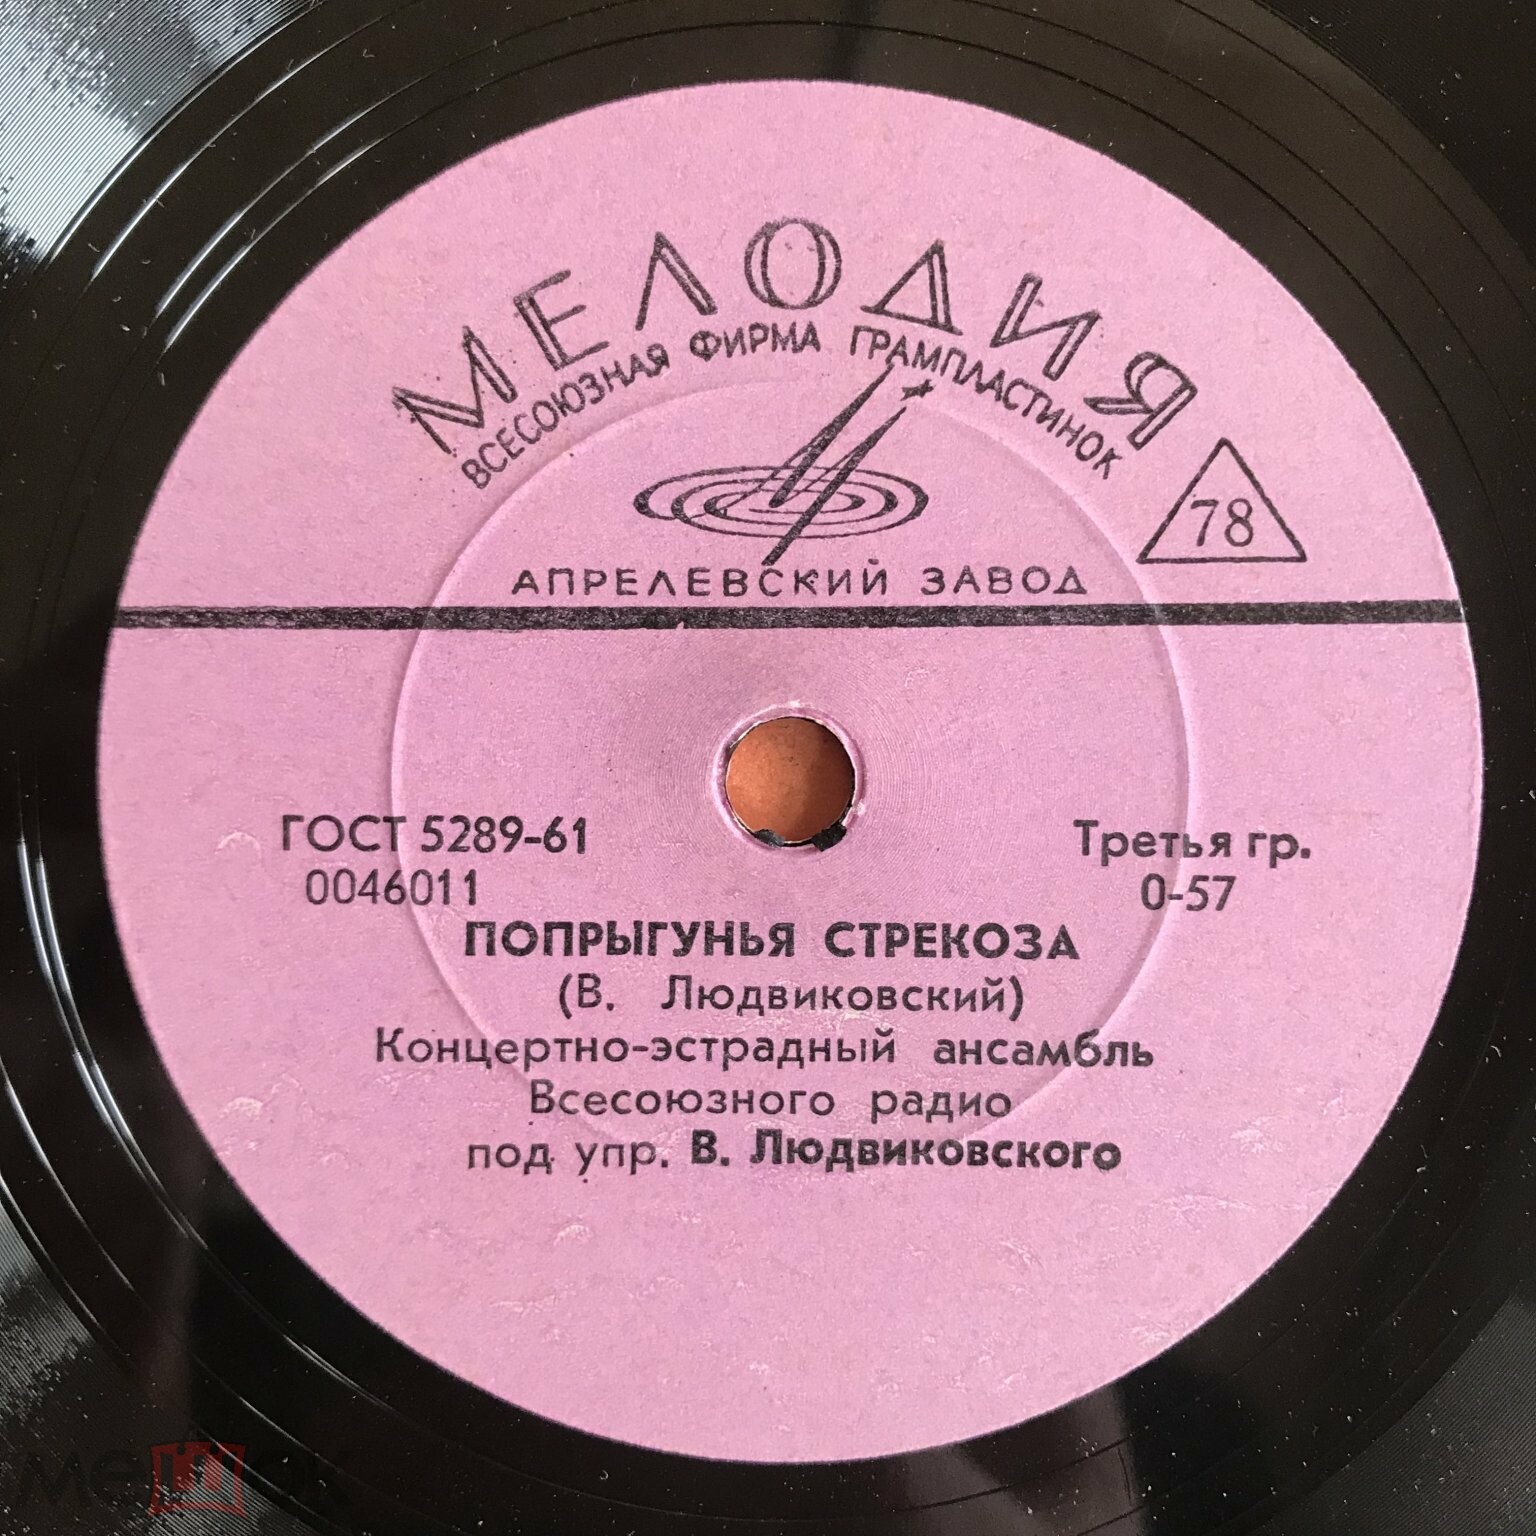 МЕЛОДИЯ
ВСЕСОЮЗНАЯ ФИРМА ГРАМПЛАСТИНОК
78
АПРЕЛЕВСКИЙ ЗАВОД
ГОСТ 5289-61
Третья гр.
0046011
0-57
ПОПРЫГУНЬЯ СТРЕКОЗА
(В. Людвиковский)
Концертно-эстрадный ансамбль
Всесоюзного радио
под упр. В. Людвиковского
мешок